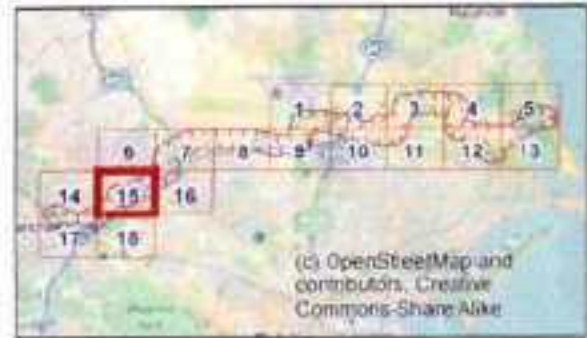 1 2 3 4 5
6 7 8 9 10 11 12 13
14 15 16
17 18
(c) OpenStreetMap and
contributors, Creative
Commons-Share Alike